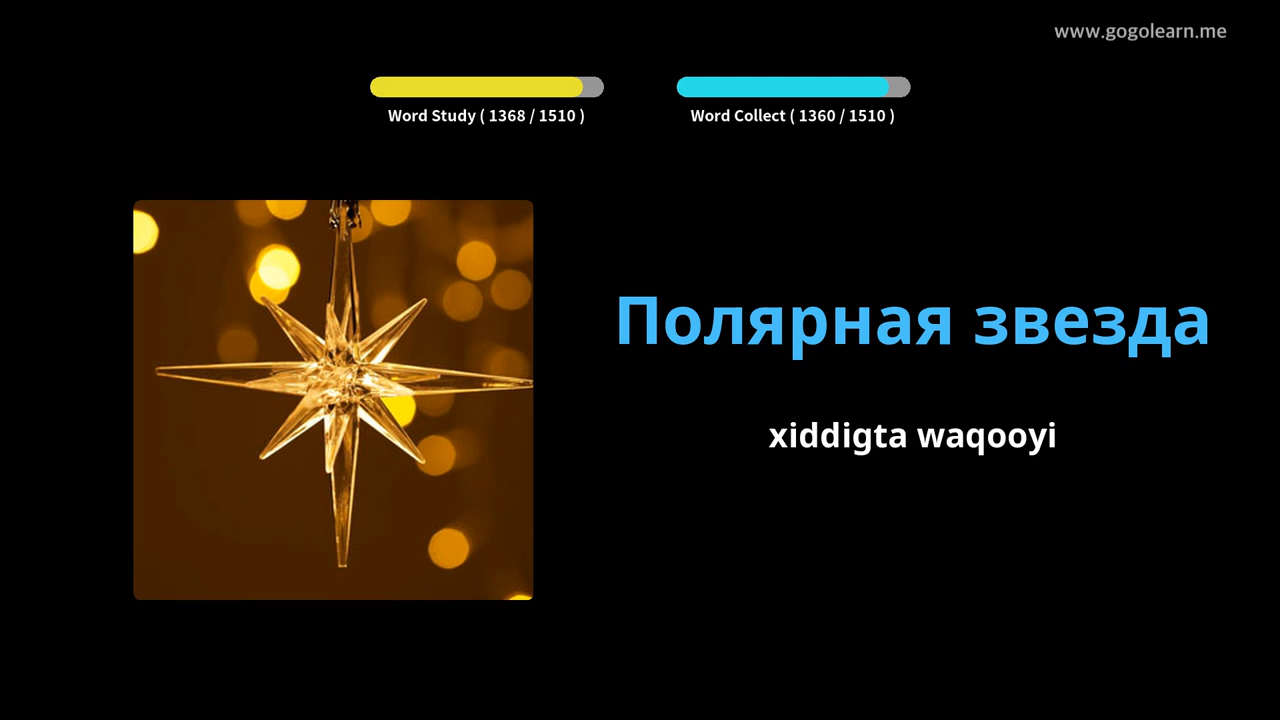 www.gogolearn.me
Word Study ( 1368 / 1510 )
Word Collect ( 1360 / 1510 )
Полярная звезда
xiddigta waqooyi